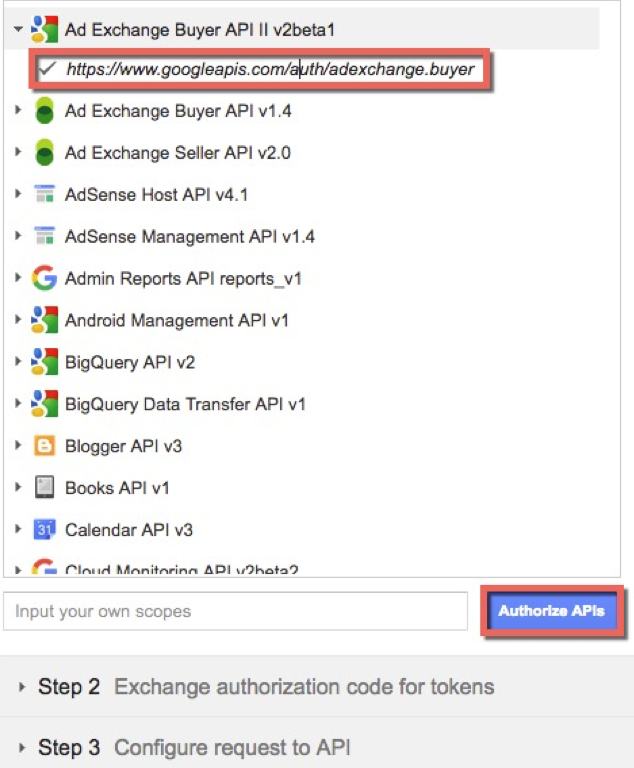 Ad Exchange Buyer API II v2beta1
https://www.googleapis.com/auth/adexchange.buyer
Ad Exchange Buyer API v1.4
Ad Exchange Seller API v2.0
AdSense Host API v4.1
AdSense Management API v1.4
Admin Reports API reports_v1
Android Management API v1
BigQuery API v2
BigQuery Data Transfer API v1
Blogger API v3
Books API v1
31 Calendar API v3
Cloud Monitoring API v2beta2
Input your own scopes
Authorize APIs
Step 2 Exchange authorization code for tokens
Step 3 Configure request to API